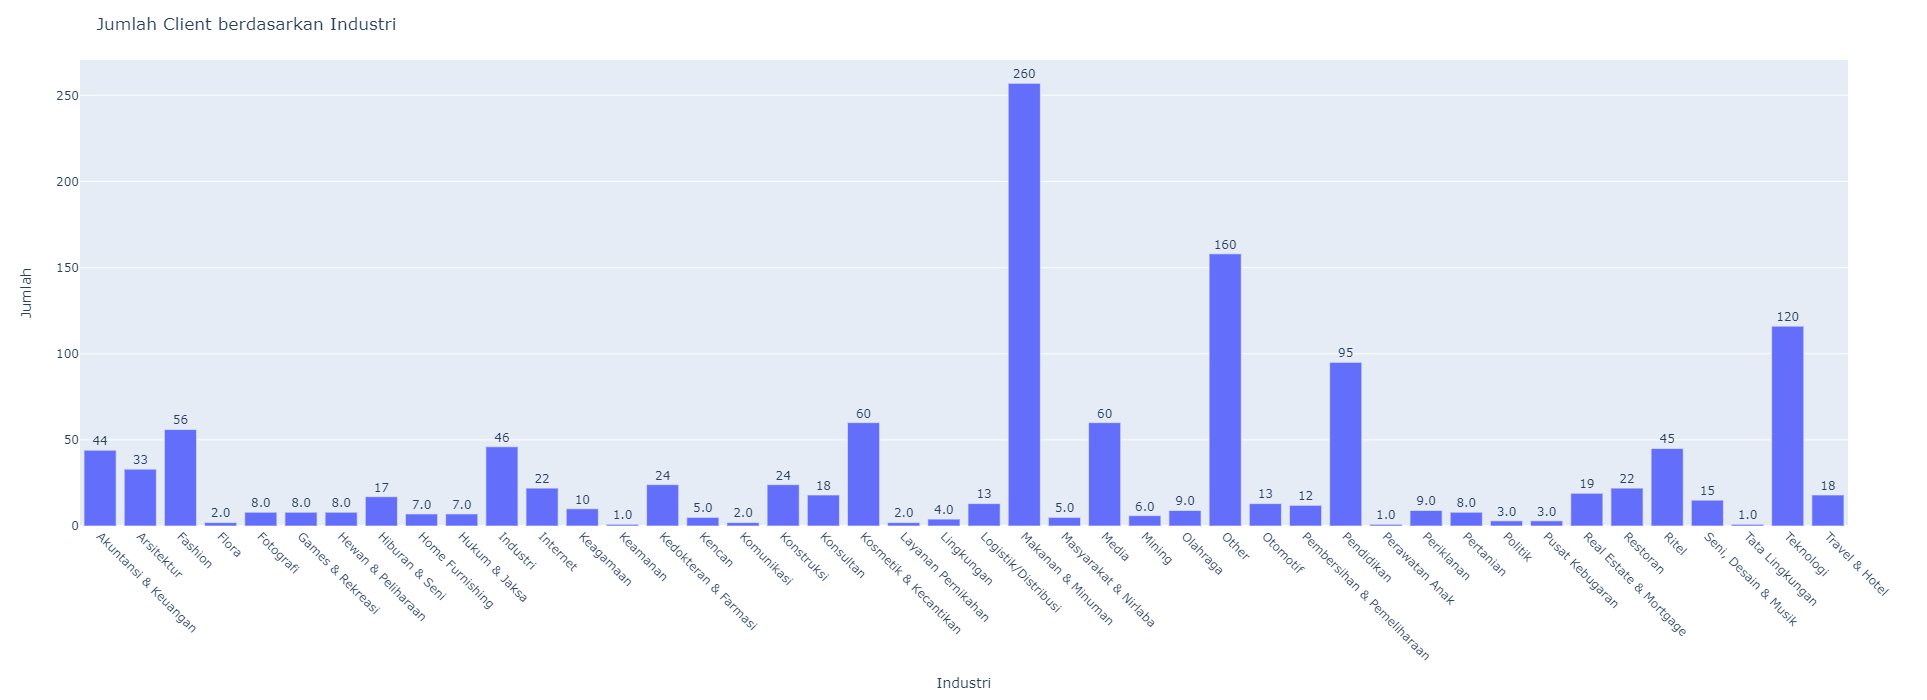 Jumlah Client berdasarkan Industri
Jumlah
250
200
150
100
50
0
44
33
56
2.0
8.0
8.0
8.0
17
7.0
7.0
46
22
10
1.0
24
5.0
2.0
24
18
60
2.0
4.0
13
260
5.0
60
6.0
9.0
160
13
12
95
1.0
9.0
8.0
3.0
3.0
19
22
45
15
1.0
120
18
Akuntansi & Keuangan
Arsitektur
Fashion
Flora
Fotografi
Games & Rekreasi
Hewan & Peliharaan
Hiburan & Seni
Home Furnishing
Hukum & Jaksa
Industri
Internet
Keagamaan
Keamanan
Kedokteran & Farmasi
Kencan
Komunikasi
Konstruksi
Konsultan
Kosmetik & Kecantikan
Layanan Pernikahan
Lingkungan
Logistik/Distribusi
Makanan & Minuman
Masyarakat & Nirlaba
Media
Mining
Olahraga
Other
Otomotif
Pembersihan & Pemeliharaan
Pendidikan
Perawatan Anak
Periklanan
Pertanian
Politik
Pusat Kebugaran
Real Estate & Mortgage
Restoran
Ritel
Seni, Desain & Musik
Tata Lingkungan
Teknologi
Travel & Hotel
Industri